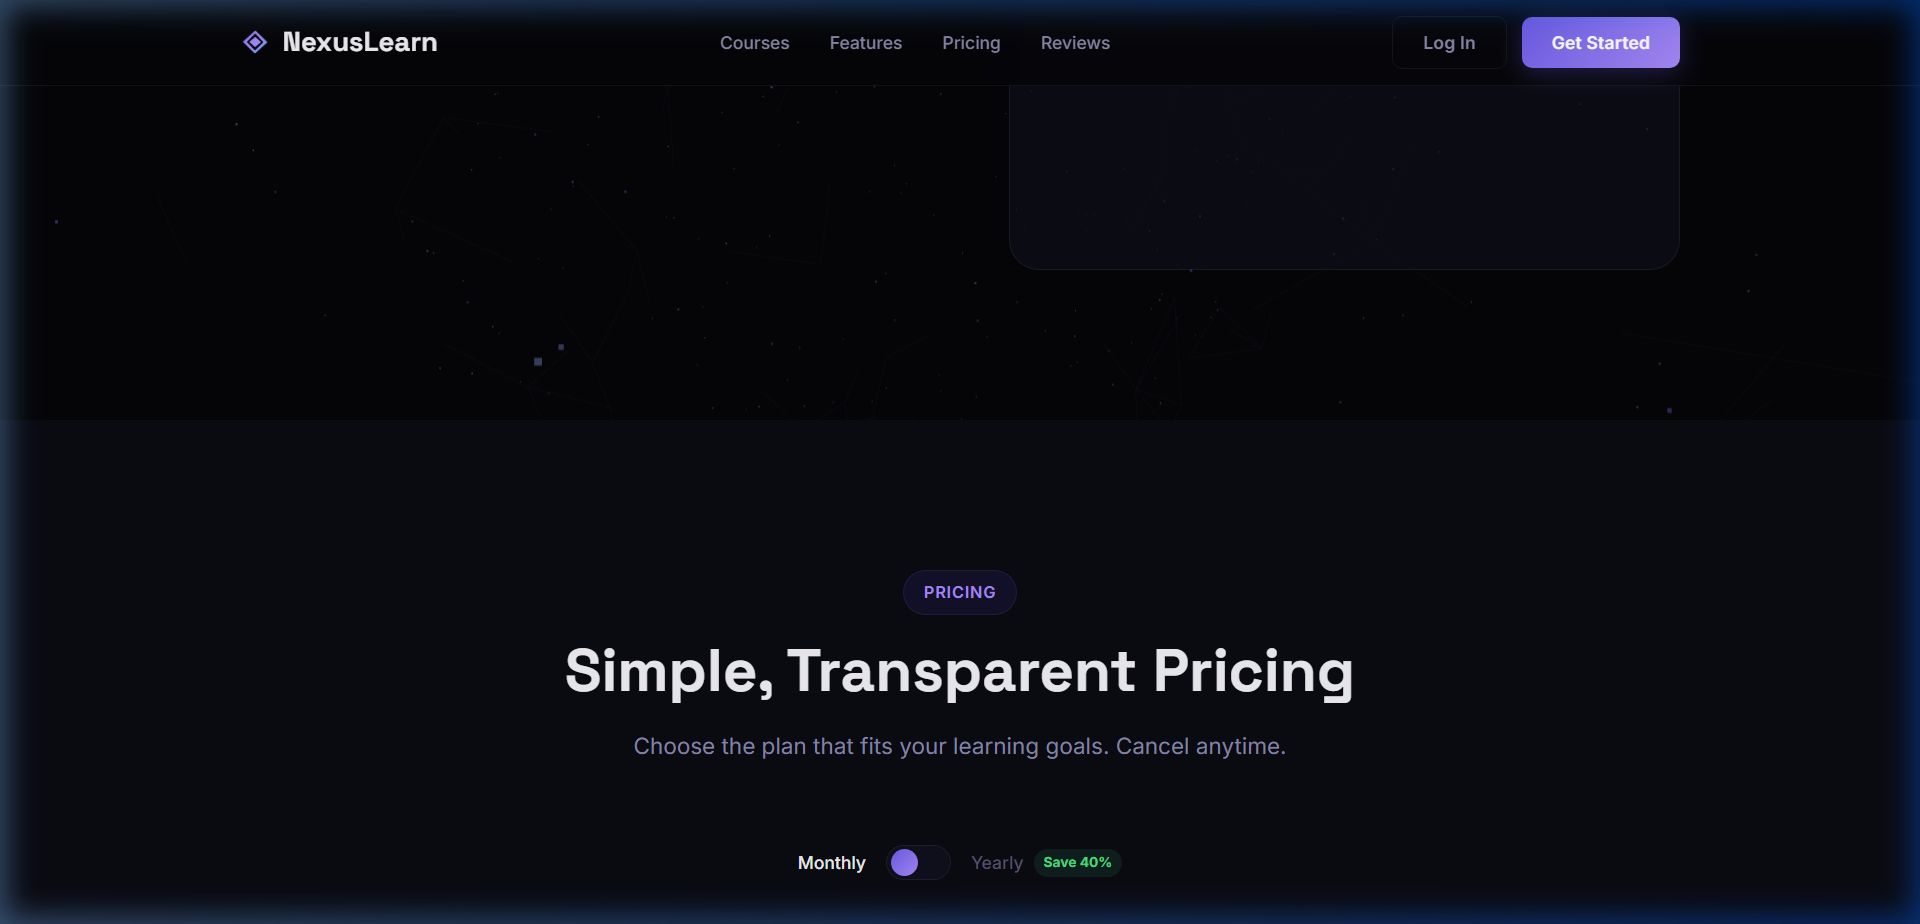 NexusLearn
Courses
Features
Pricing
Reviews
Log In
Get Started
PRICING
Simple, Transparent Pricing
Choose the plan that fits your learning goals. Cancel anytime.
Monthly
Yearly
Save 40%